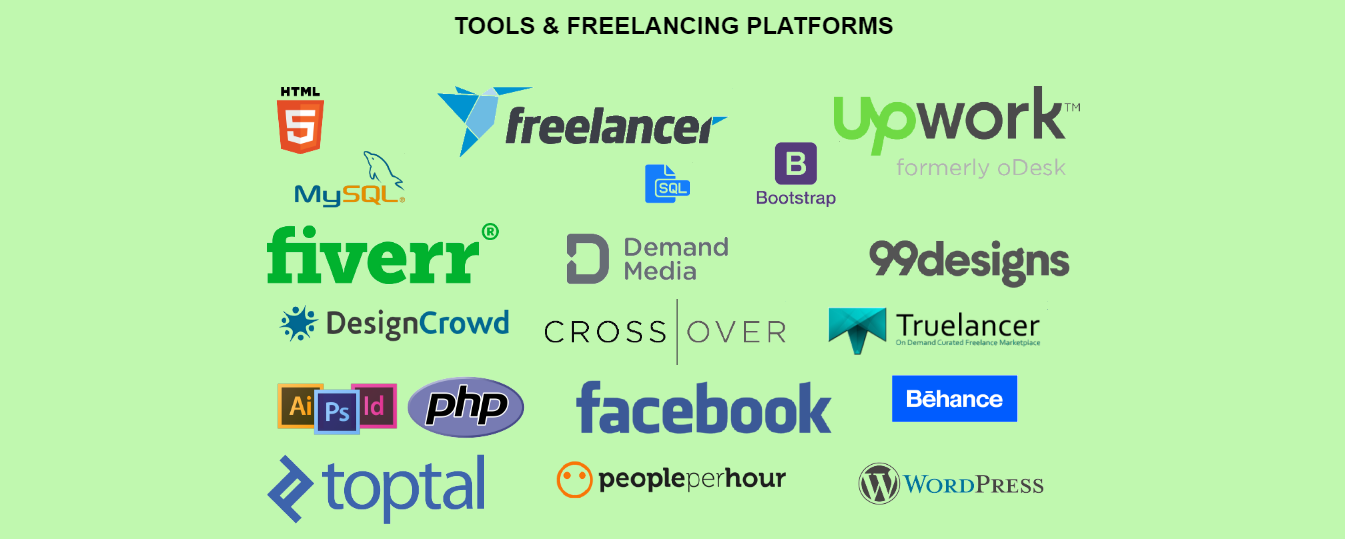 TOOLS & FREELANCING PLATFORMS
HTML
5
freelancer
upwork™
formerly oDesk
MySQL®
SQL
B
Bootstrap
fiverr®
Demand
Media
99designs
DesignCrowd
CROSS OVER
Truelancer
On Demand Curated Freelance Marketplace
Ai Ps Id
php
facebook
Bēhance
toptal
peopleperhour
WORDPRESS